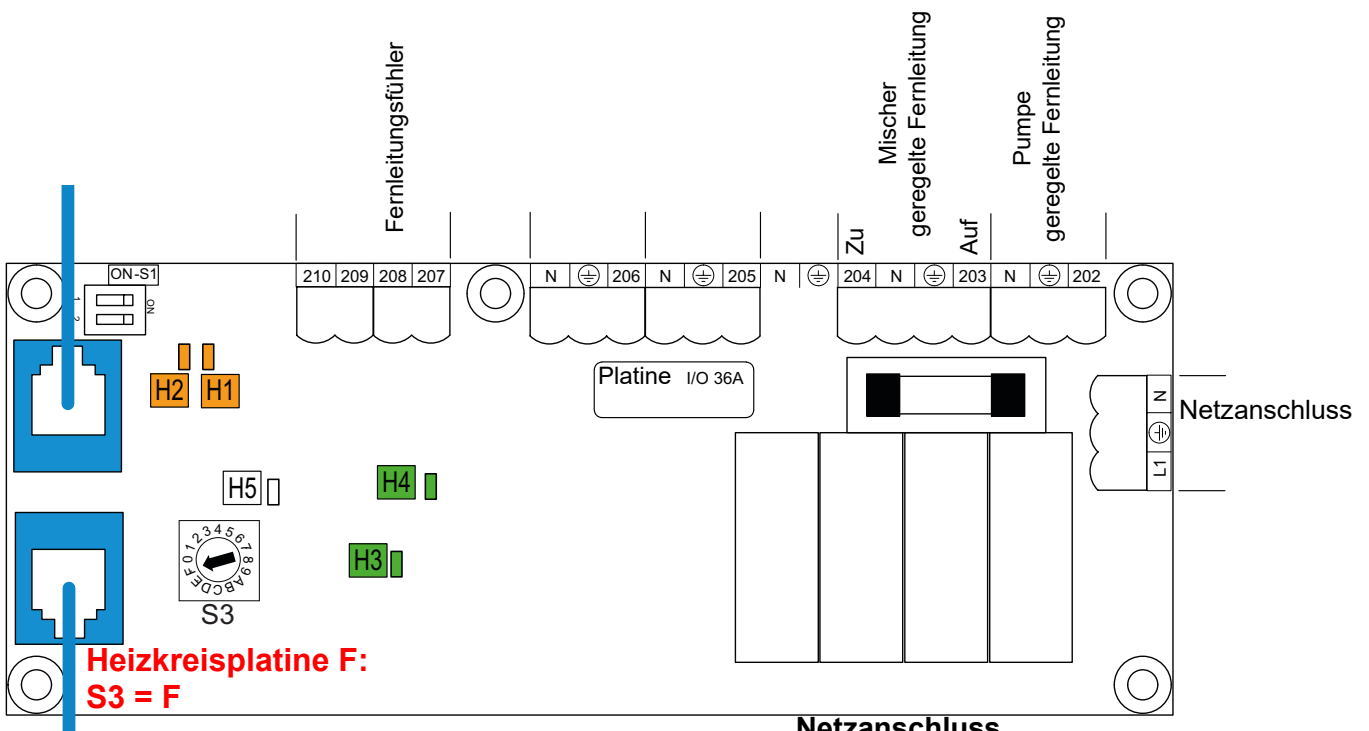 Fernleitungsfühler
Mischer
geregelte Fernleitung
Pumpe
geregelte Fernleitung
Zu
Auf
ON-S1
210 209 208 207
N 206 N 205 N 204 N 203 N 202
1
2
ON
H2 H1
Platine I/O 36A
N
L1
Netzanschluss
H5
H4
H3
0 1 2 3 4 5 6 7 8 9 A B C D E F
S3
Heizkreisplatine F:
S3 = F
Netzanschluss